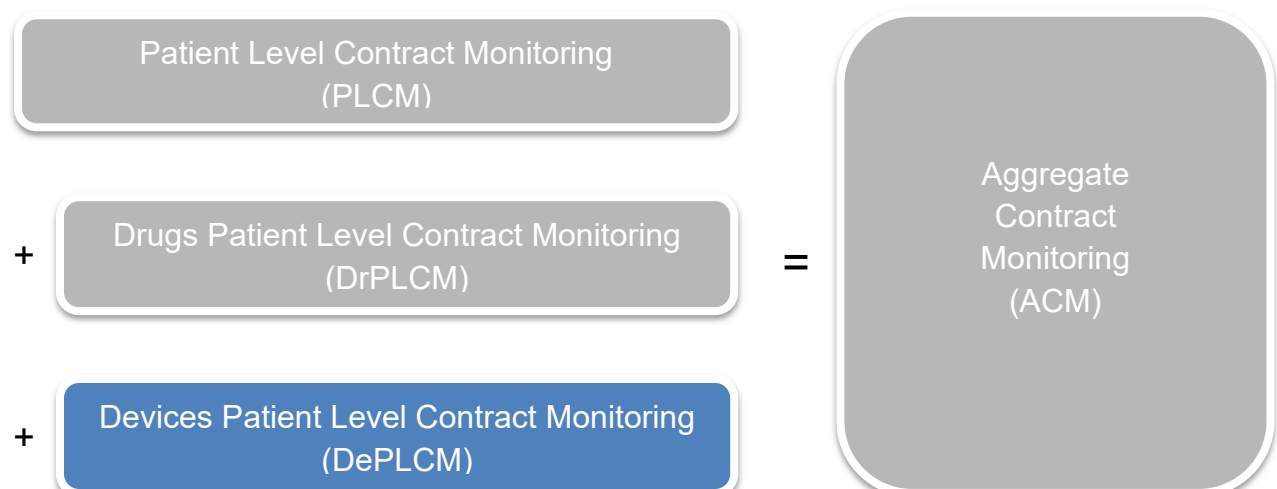 Patient Level Contract Monitoring
(PLCM)
+
Drugs Patient Level Contract Monitoring
(DrPLCM)
+
Devices Patient Level Contract Monitoring
(DePLCM)
=
Aggregate
Contract
Monitoring
(ACM)